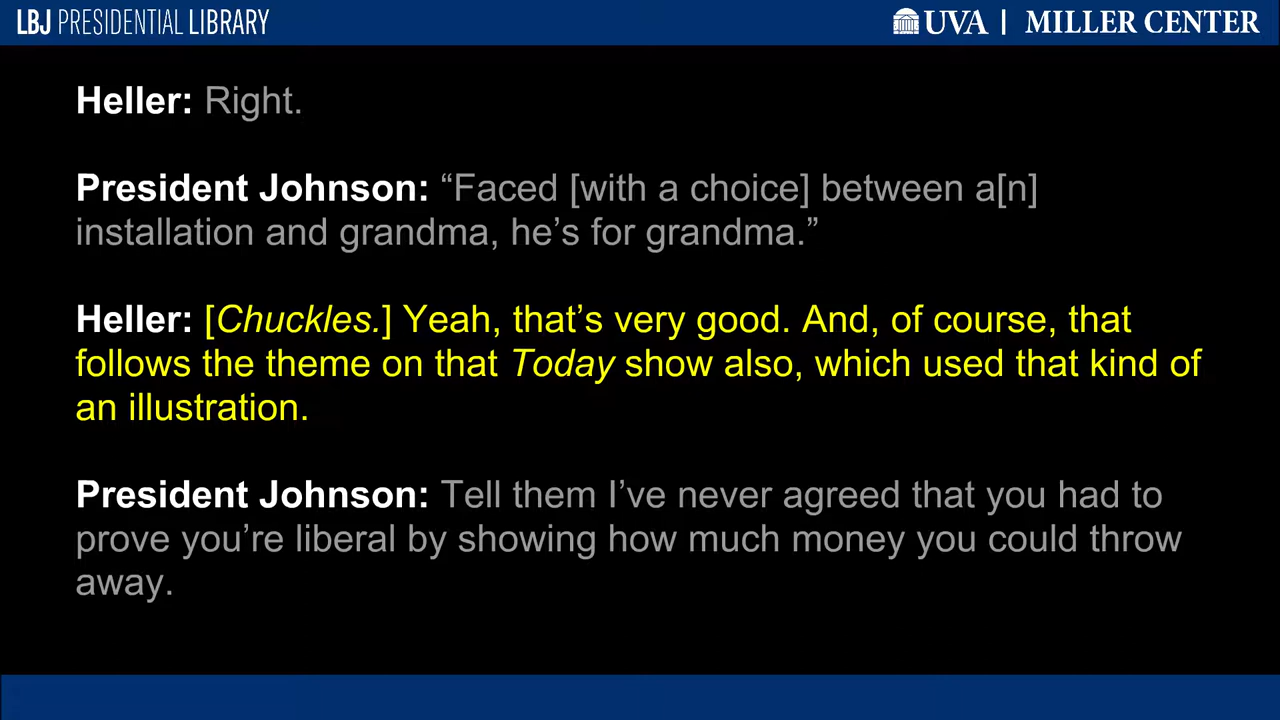 LBJ PRESIDENTIAL LIBRARY
UVA | MILLER CENTER
Heller: Right.
President Johnson: “Faced [with a choice] between a[n]
installation and grandma, he’s for grandma.”
Heller: [Chuckles.] Yeah, that’s very good. And, of course, that
follows the theme on that Today show also, which used that kind of
an illustration.
President Johnson: Tell them I’ve never agreed that you had to
prove you’re liberal by showing how much money you could throw
away.